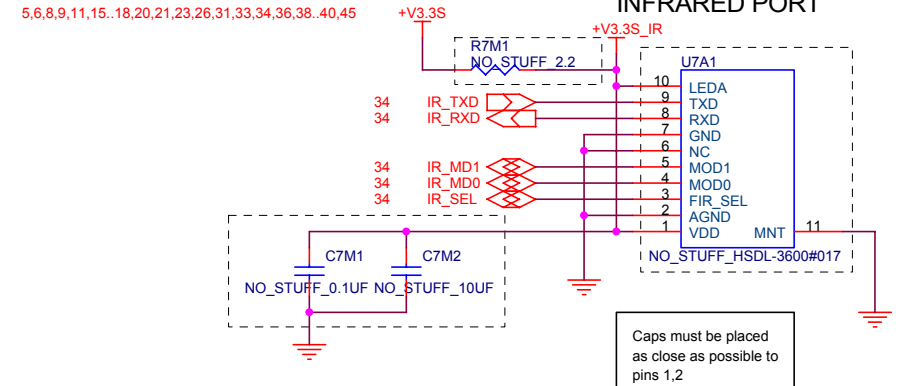 INFRARED PORT
5,6,8,9,11,15..18,20,21,23,26,31,33,34,36,38..40,45
+V3.3S
+V3.3S_IR
R7M1
NO_STUFF_2.2
U7A1
10 LEDA
34 IR_TXD 9 TXD
34 IR_RXD 8 RXD
7 GND
6 NC
34 IR_MD1 5 MOD1
34 IR_MD0 4 MOD0
34 IR_SEL 3 FIR_SEL
2 AGND
1 VDD MNT 11
NO_STUFF_HSDL-3600#017
C7M1 C7M2
NO_STUFF_0.1UF NO_STUFF_10UF
Caps must be placed
as close as possible to
pins 1,2